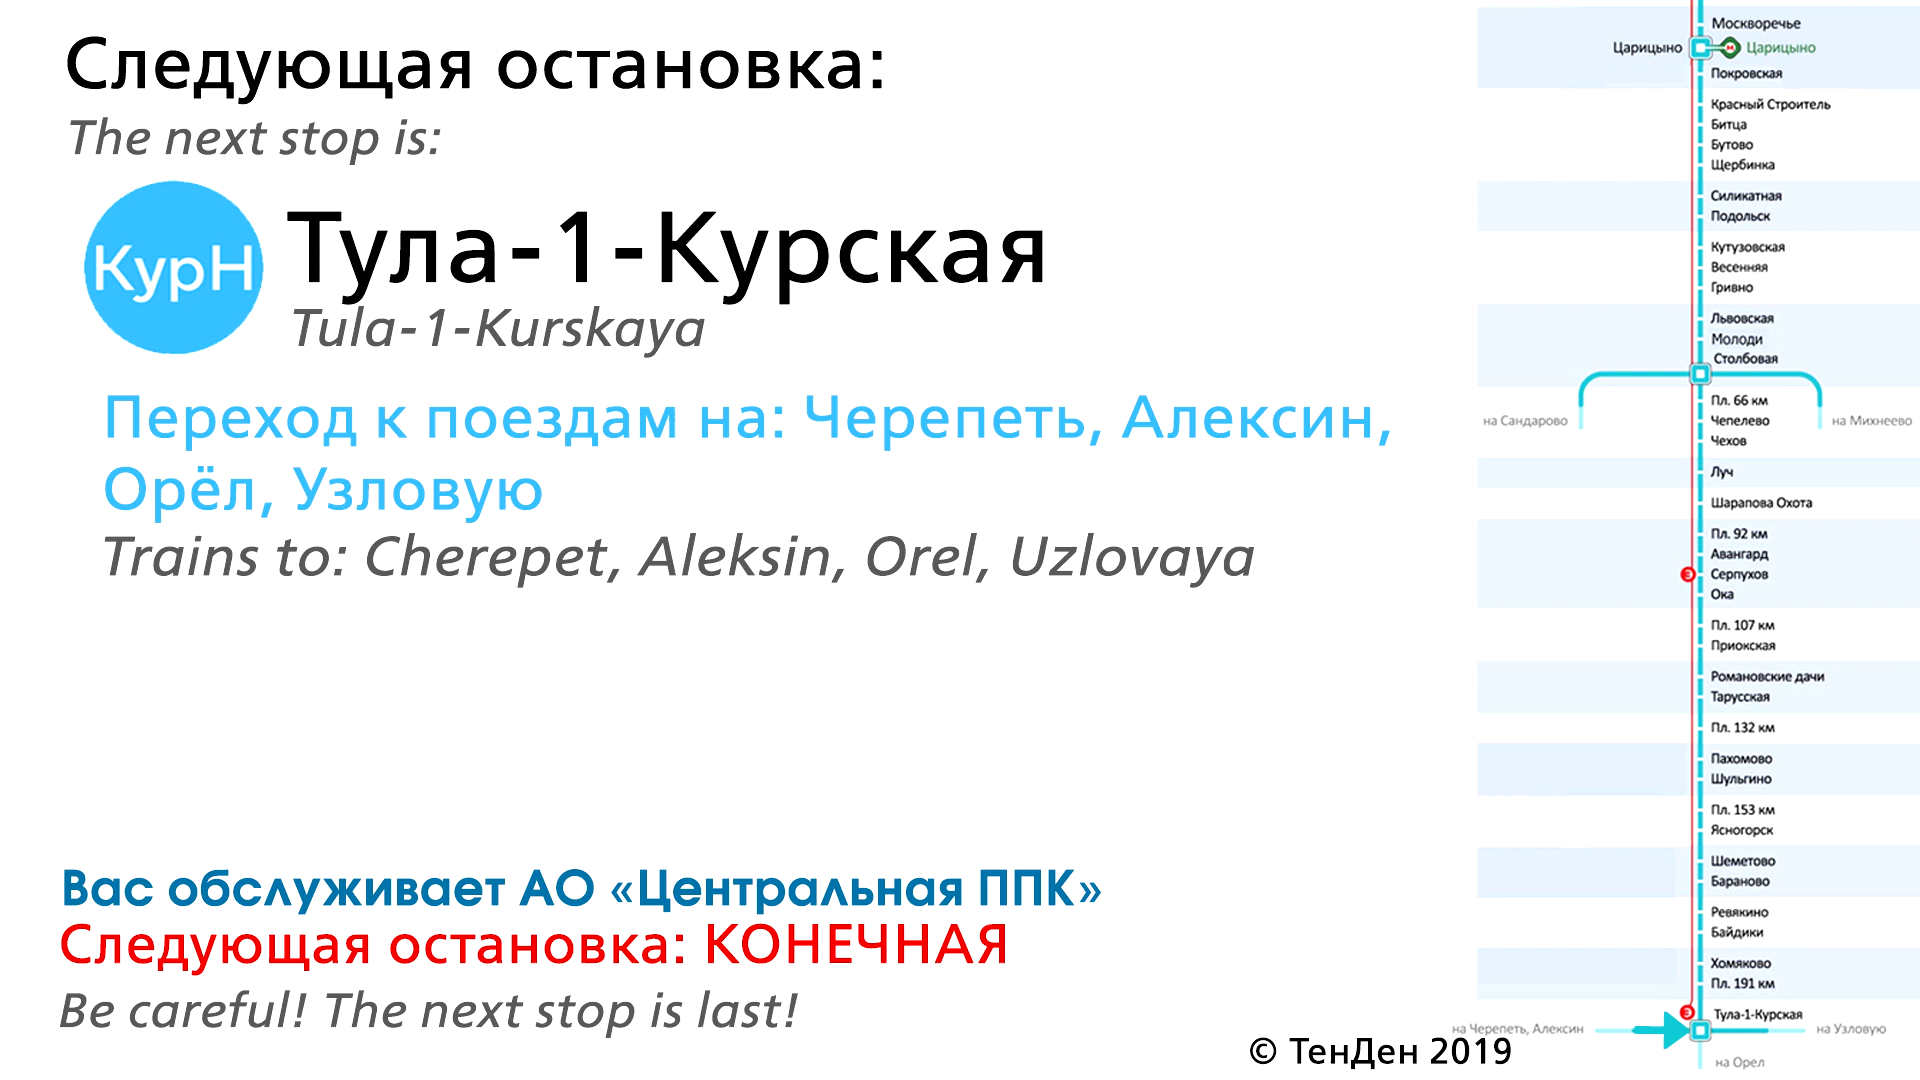 Следующая остановка:
The next stop is:
КурН
Тула-1-Курская
Tula-1-Kurskaya
Переход к поездам на: Черепеть, Алексин,
Орёл, Узловую
Trains to: Cherepet, Aleksin, Orel, Uzlovaya
Вас обслуживает АО «Центральная ППК»
Следующая остановка: КОНЕЧНАЯ
Be careful! The next stop is last!
© ТенДен 2019
Москворечье
Царицыно М Царицыно
Покровская
Красный Строитель
Битца
Бутово
Щербинка
Силикатная
Подольск
Кутузовская
Весенняя
Гривно
Львовская
Молоди
Столбовая
на Сандарово
на Михнеево
Пл. 66 км
Чепелево
Чехов
Луч
Шарапова Охота
Пл. 92 км
Авангард
Э Серпухов
Ока
Пл. 107 км
Приокская
Романовские дачи
Тарусская
Пл. 132 км
Пахомово
Шульгино
Пл. 153 км
Ясногорск
Шеметово
Бараново
Ревякино
Байдики
Хомяково
Пл. 191 км
Э Тула-1-Курская
на Черепеть, Алексин
на Узловую
на Орел